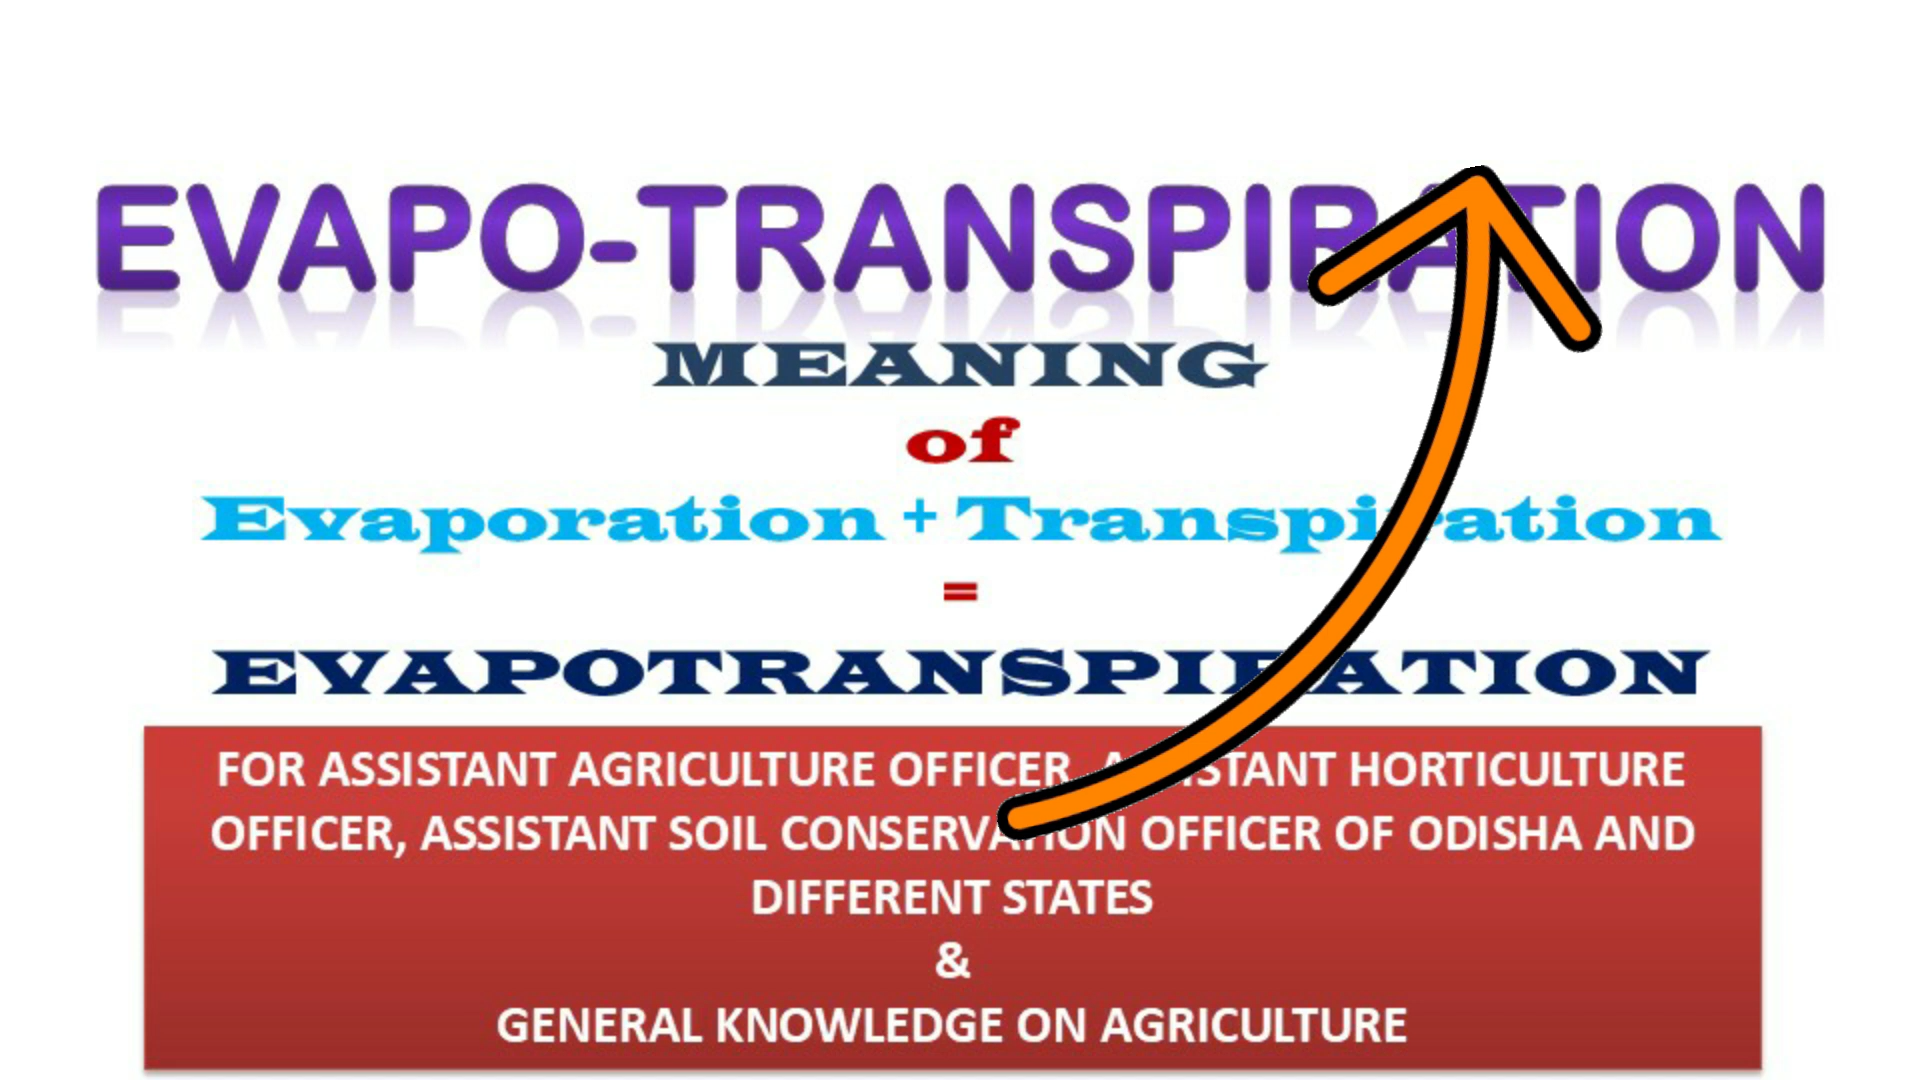 EVAPO-TRANSPIRATION
MEANING
of
Evaporation + Transpiration
=
EVAPOTRANSPIRATION
FOR ASSISTANT AGRICULTURE OFFICER, ASSISTANT HORTICULTURE
OFFICER, ASSISTANT SOIL CONSERVATION OFFICER OF ODISHA AND
DIFFERENT STATES
&
GENERAL KNOWLEDGE ON AGRICULTURE